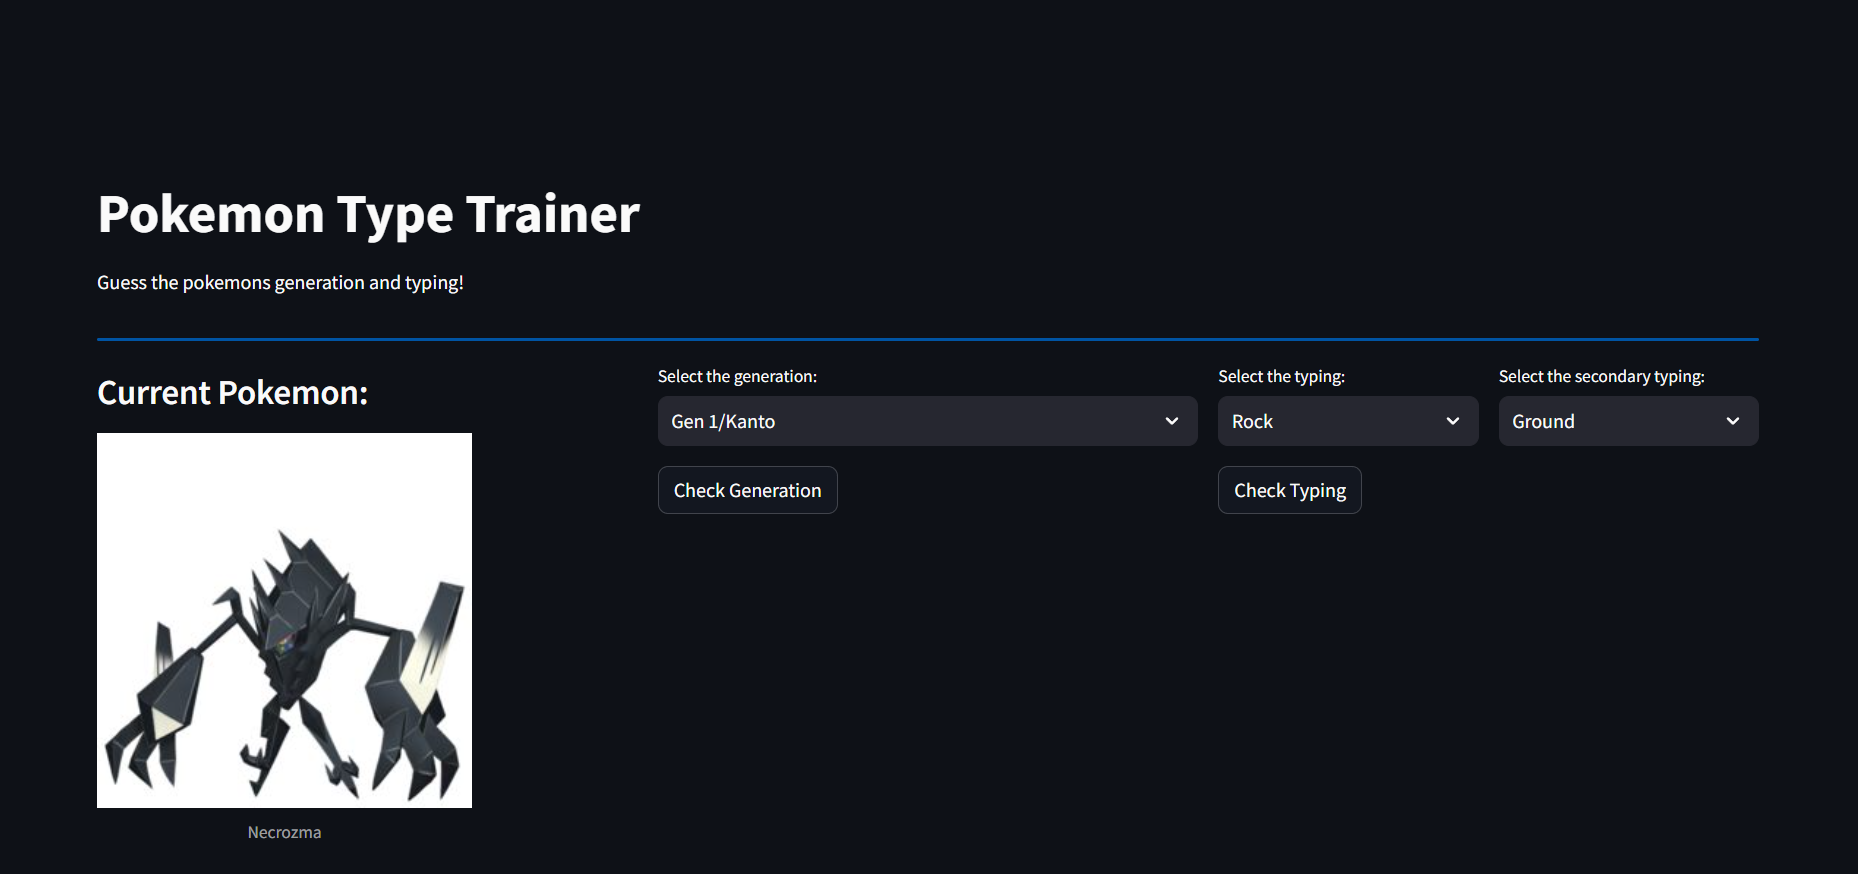 Pokemon Type Trainer
Guess the pokemons generation and typing!
Current Pokemon:
Select the generation:
Gen 1/Kanto
Check Generation
Select the typing:
Rock
Check Typing
Select the secondary typing:
Ground
Necrozma